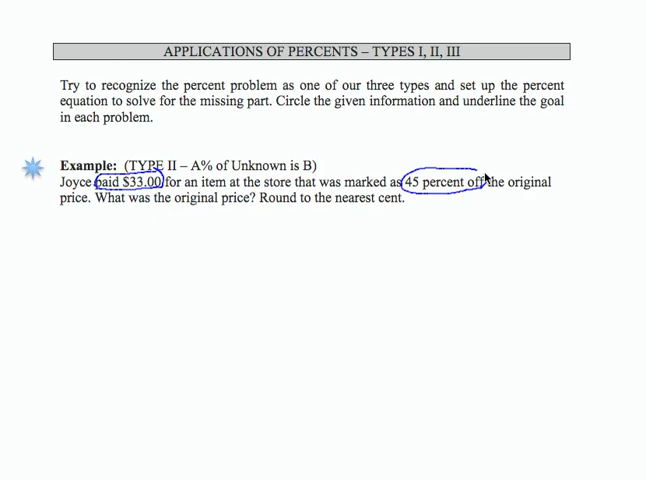 APPLICATIONS OF PERCENTS – TYPES I, II, III
Try to recognize the percent problem as one of our three types and set up the percent
equation to solve for the missing part. Circle the given information and underline the goal
in each problem.
Example: (TYPE II – A% of Unknown is B)
Joyce paid $33.00 for an item at the store that was marked as 45 percent off the original
price. What was the original price? Round to the nearest cent.